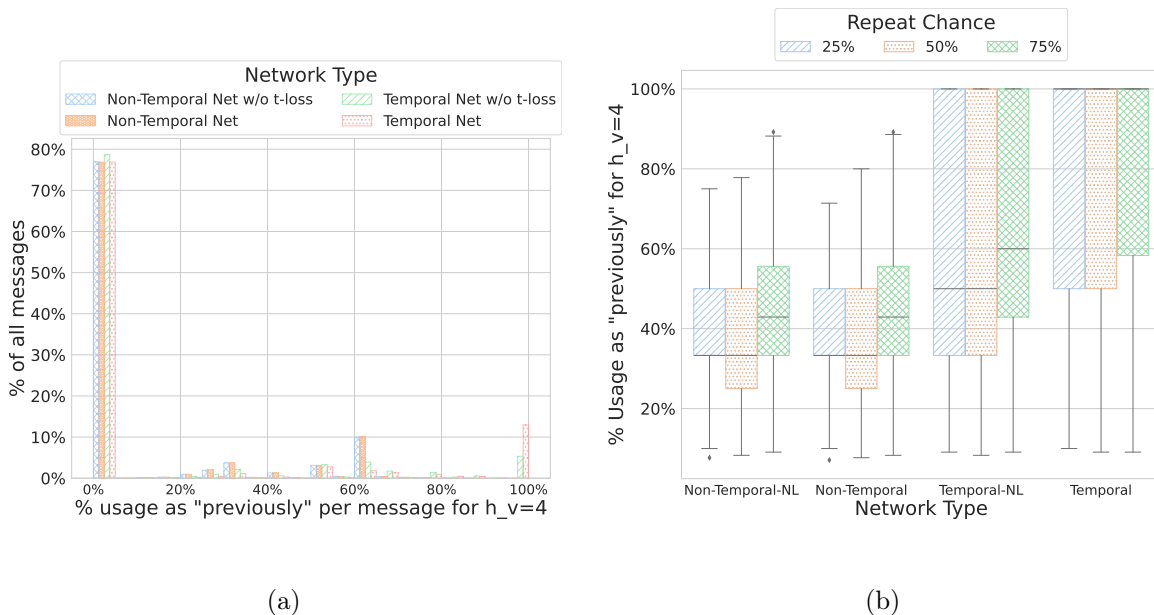 Network Type
Non-Temporal Net w/o t-loss
Temporal Net w/o t-loss
Non-Temporal Net
Temporal Net
80%
70%
60%
50%
40%
30%
20%
10%
0%
% of all messages
0% 20% 40% 60% 80% 100%
% usage as "previously" per message for h_v=4
(a)
Repeat Chance
25% 50% 75%
100%
80%
60%
40%
20%
% Usage as "previously" for h_v=4
Non-Temporal-NL Non-Temporal Temporal-NL Temporal
Network Type
(b)